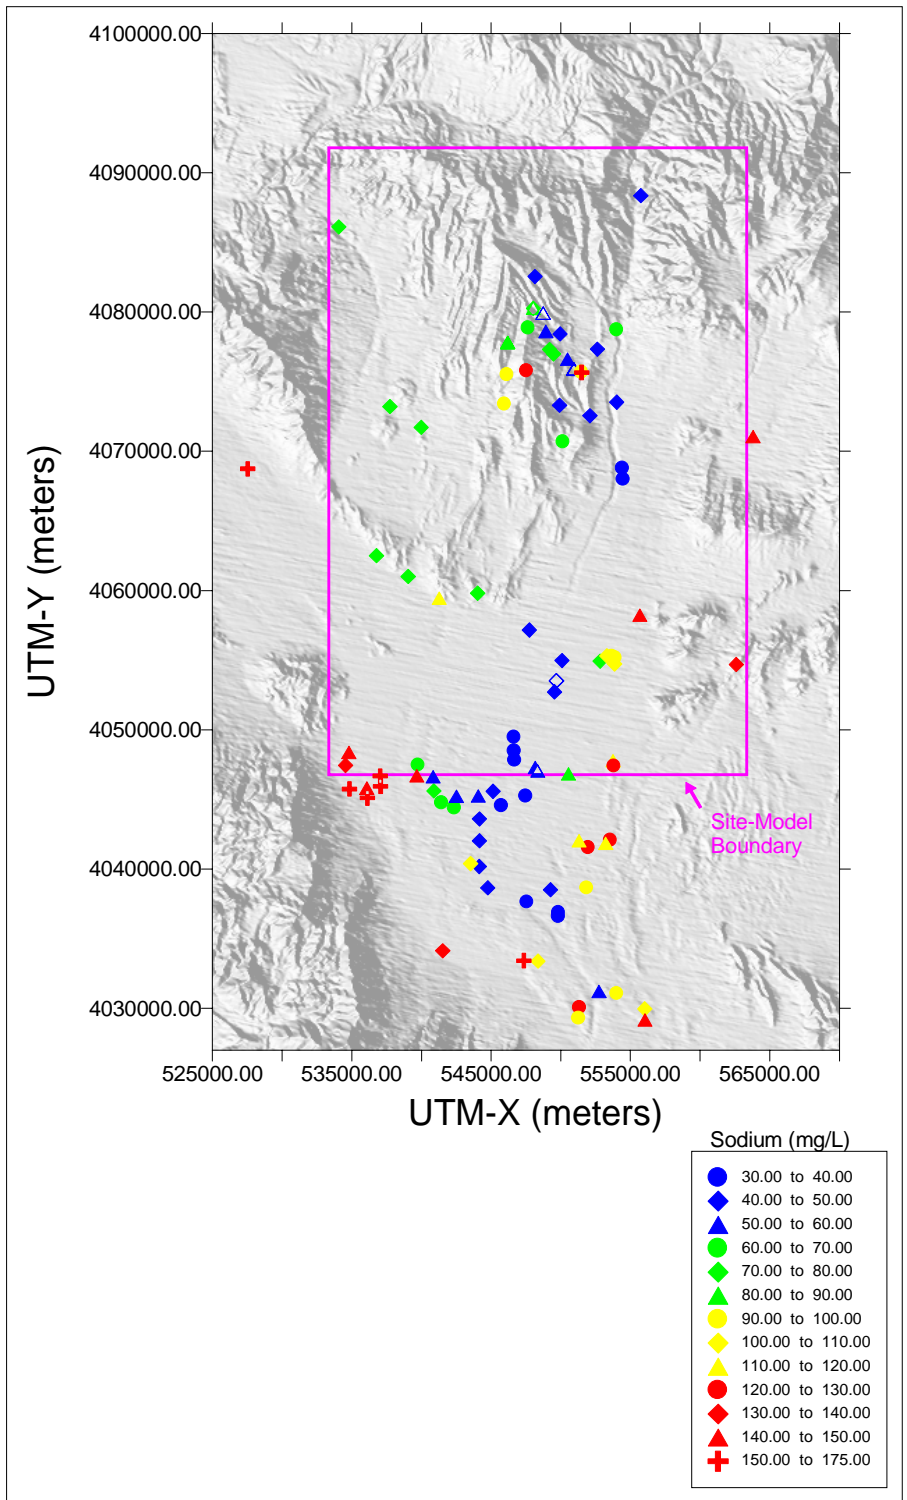 4100000.00
4090000.00
4080000.00
4070000.00
4060000.00
4050000.00
4040000.00
4030000.00
UTM-Y (meters)
Site-Model
Boundary
525000.00 535000.00 545000.00 555000.00 565000.00
UTM-X (meters)
Sodium (mg/L)
30.00 to 40.00
40.00 to 50.00
50.00 to 60.00
60.00 to 70.00
70.00 to 80.00
80.00 to 90.00
90.00 to 100.00
100.00 to 110.00
110.00 to 120.00
120.00 to 130.00
130.00 to 140.00
140.00 to 150.00
150.00 to 175.00